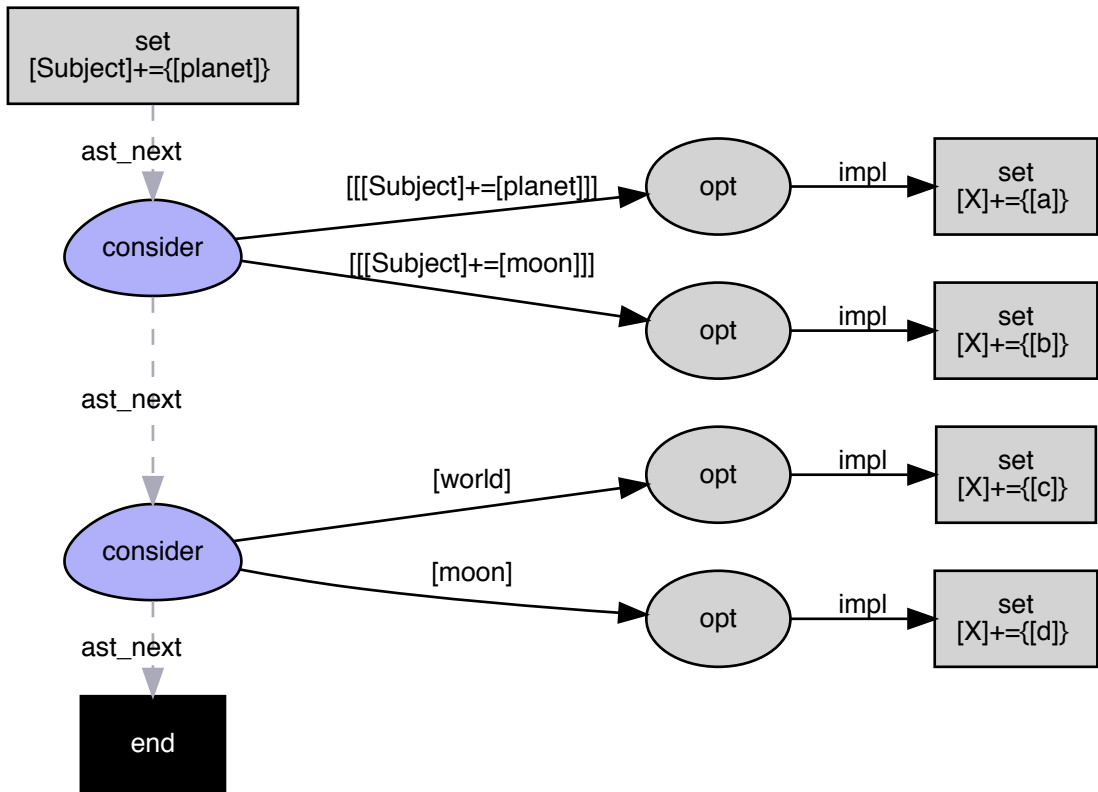 set
[Subject]+={[planet]}
ast_next
[[[Subject]+=[planet]]]
opt
impl
set
[X]+={[a]}
consider
[[[Subject]+=[moon]]]
opt
impl
set
[X]+={[b]}
ast_next
[world]
opt
impl
set
[X]+={[c]}
consider
[moon]
opt
impl
set
[X]+={[d]}
ast_next
end